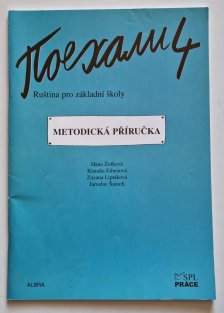 Поехали 4
Ruština pro základní školy
METODICKÁ PŘÍRUČKA
Hana Žofková
Klaudia Eibenová
Zuzana Liptáková
Jaroslav Šaroch
ALBRA
SPL
PRÁCE